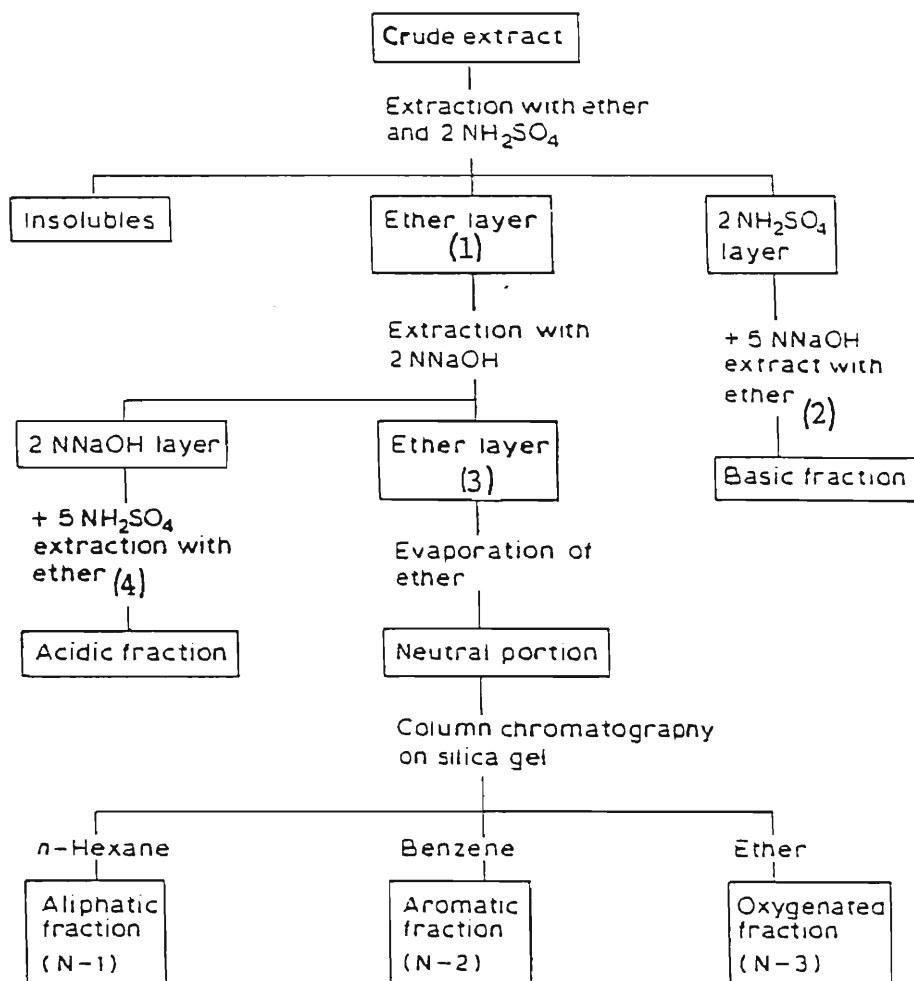 Crude extract
Extraction with ether
and 2 NH₂SO₄
Insolubles
Ether layer
(1)
2 NH₂SO₄
layer
Extraction with
2 NNaOH
+ 5 NNaOH
extract with
ether (2)
2 NNaOH layer
Ether layer
(3)
Basic fraction
+ 5 NH₂SO₄
extraction with
ether (4)
Evaporation of
ether
Acidic fraction
Neutral portion
Column chromatography
on silica gel
n-Hexane
Benzene
Ether
Aliphatic
fraction
(N-1)
Aromatic
fraction
(N-2)
Oxygenated
fraction
(N-3)